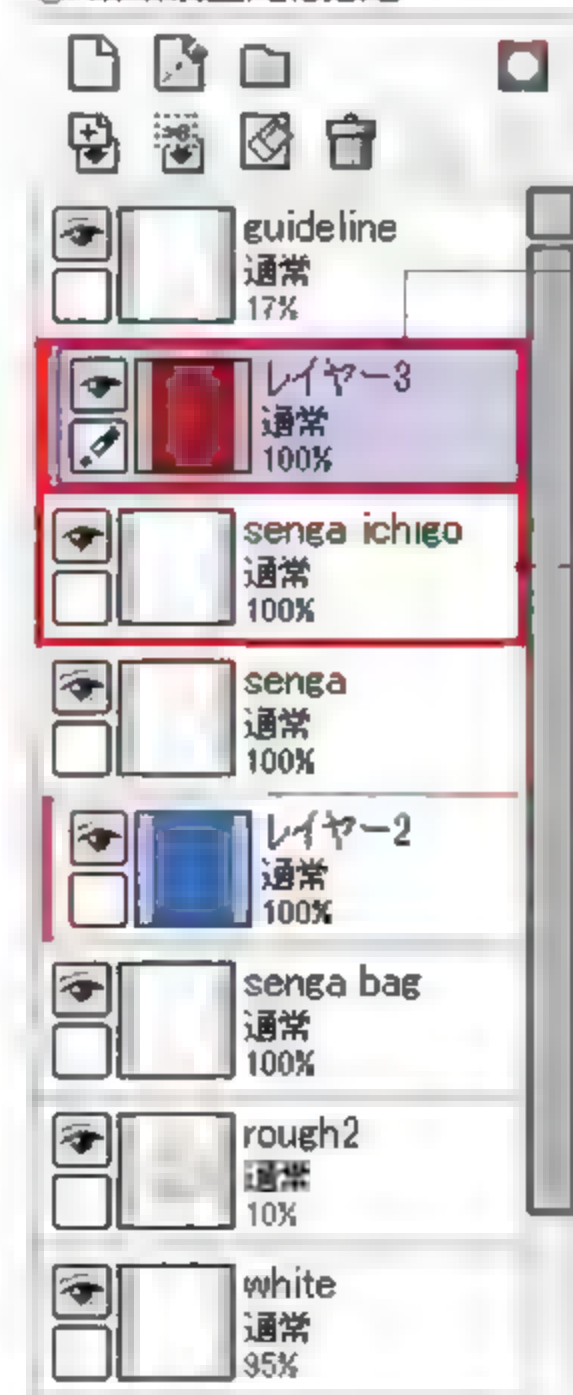 guideline
通常
17%
レイヤー3
通常
100%
senga ichigo
通常
100%
senga
通常
100%
レイヤー2
通常
100%
senga bag
通常
100%
rough2
通常
10%
white
通常
95%